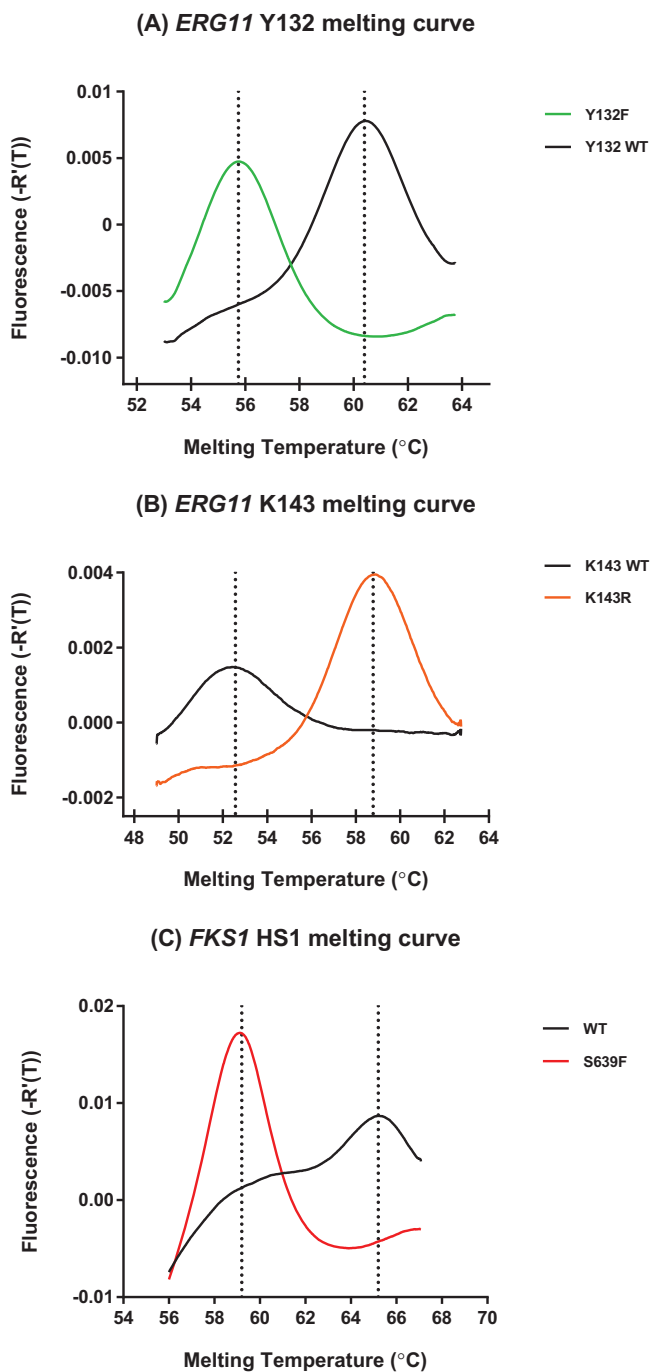 (A) ERG11 Y132 melting curve
0.01
0.005
0
-0.005
-0.010
Fluorescence (-R'(T))
Y132F
Y132 WT
52 54 56 58 60 62 64
Melting Temperature (°C)
(B) ERG11 K143 melting curve
0.004
0.002
0.000
-0.002
Fluorescence (-R'(T))
K143 WT
K143R
48 50 52 54 56 58 60 62 64
Melting Temperature (°C)
(C) FKS1 HS1 melting curve
0.02
0.01
0.00
-0.01
Fluorescence (-R'(T))
WT
S639F
54 56 58 60 62 64 66 68 70
Melting Temperature (°C)